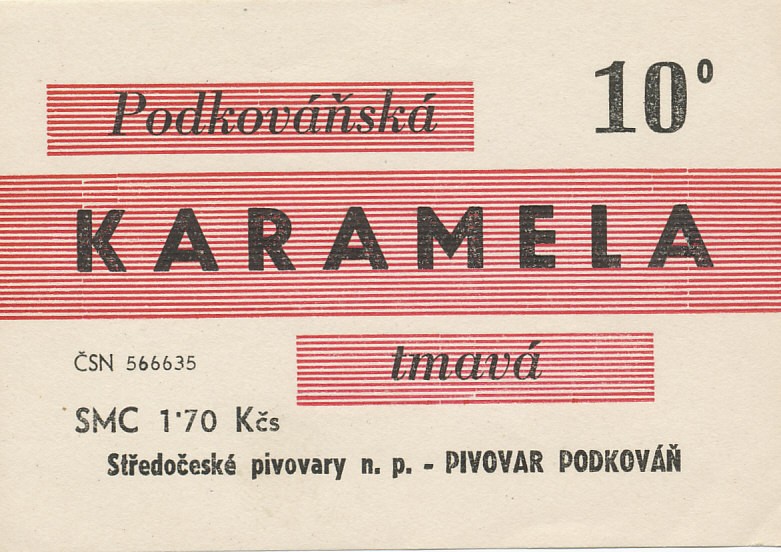 Podkováňská 10°
KARAMELA
tmavá
ČSN 566635
SMC 1'70 Kčs
Středočeské pivovary n. p. - PIVOVAR PODKOVÁŇ